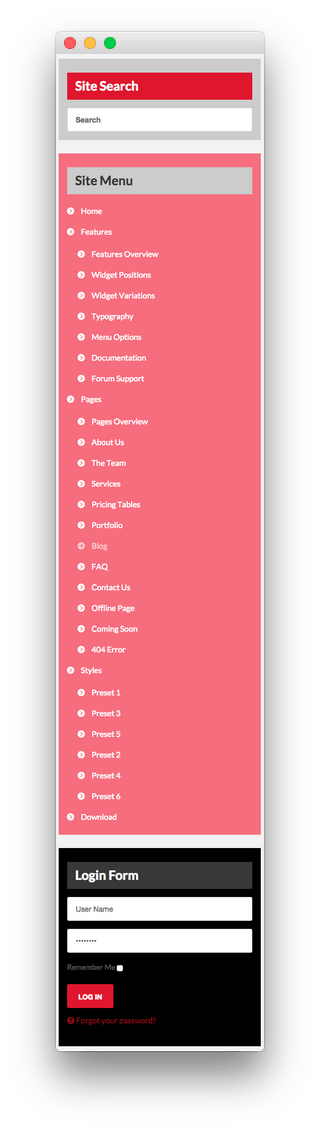 Site Search
Search
Site Menu
Home
Features
Features Overview
Widget Positions
Widget Variations
Typography
Menu Options
Documentation
Forum Support
Pages
Pages Overview
About Us
The Team
Services
Pricing Tables
Portfolio
Blog
FAQ
Contact Us
Offline Page
Coming Soon
404 Error
Styles
Preset 1
Preset 3
Preset 5
Preset 2
Preset 4
Preset 6
Download
Login Form
User Name
••••••••
Remember Me
LOG IN
Forgot your password?